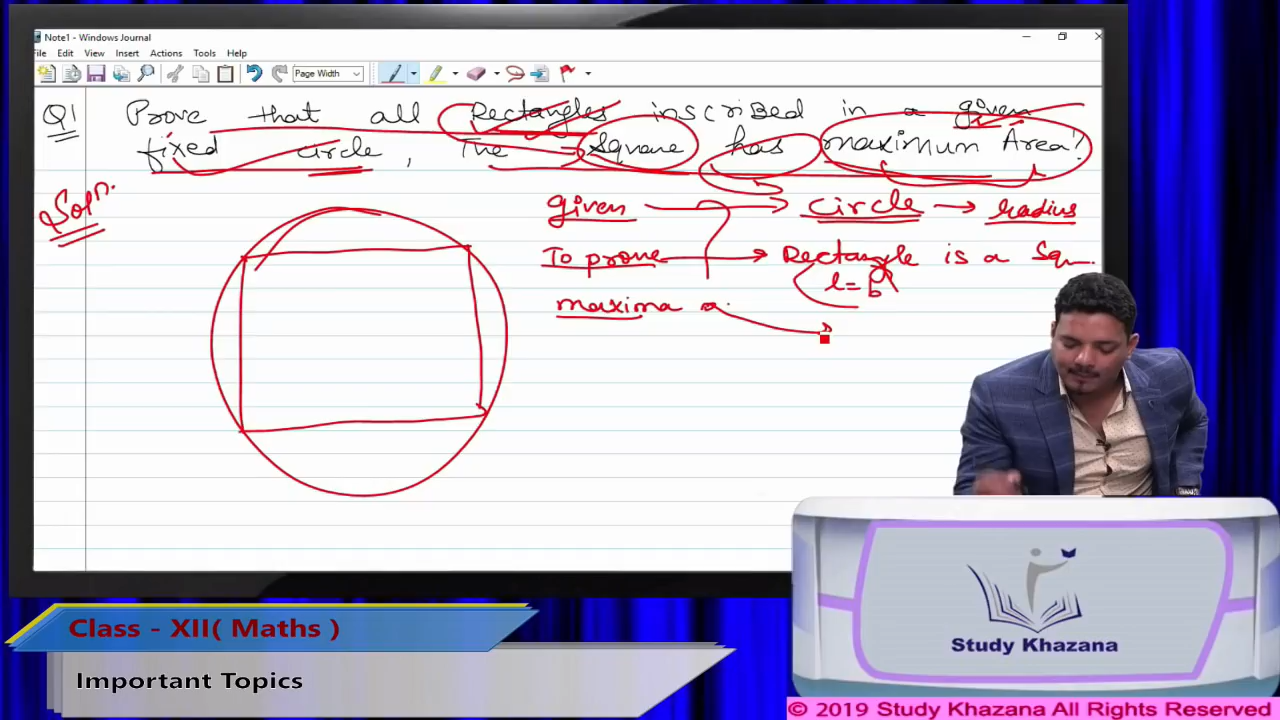 Note1 - Windows Journal
File Edit View Insert Actions Tools Help
Page Width
Q1 Prove that all Rectangles inscribed in a given
fixed circle, The Square has maximum Area?
Soln.
given → circle → radius
To prove → Rectangle is a Squ
l = b
maxima
Class - XII( Maths )
Important Topics
Study Khazana
© 2019 Study Khazana All Rights Reserved